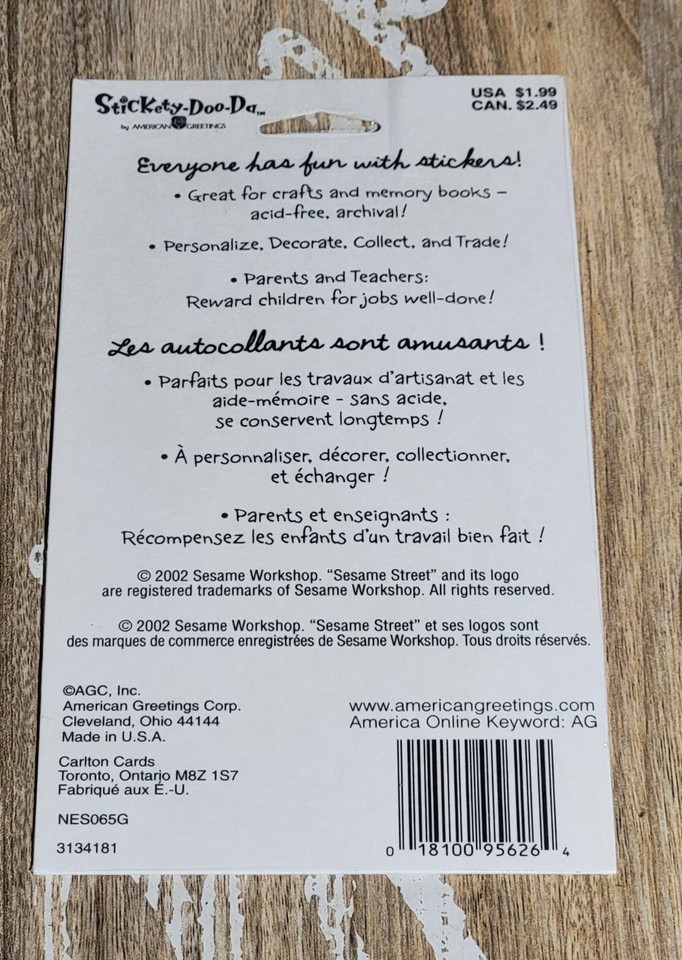 Stickety-Doo-Da™
by AMERICAN GREETINGS
USA $1.99
CAN. $2.49
Everyone has fun with stickers!
• Great for crafts and memory books –
acid-free, archival!
• Personalize, Decorate, Collect, and Trade!
• Parents and Teachers:
Reward children for jobs well-done!
Les autocollants sont amusants !
• Parfaits pour les travaux d'artisanat et les
aide-mémoire - sans acide,
se conservent longtemps !
• À personnaliser, décorer, collectionner,
et échanger !
• Parents et enseignants :
Récompensez les enfants d'un travail bien fait !
© 2002 Sesame Workshop. “Sesame Street” and its logo
are registered trademarks of Sesame Workshop. All rights reserved.
© 2002 Sesame Workshop. “Sesame Street” et ses logos sont
des marques de commerce enregistrées de Sesame Workshop. Tous droits réservés.
©AGC, Inc.
American Greetings Corp.
Cleveland, Ohio 44144
Made in U.S.A.
Carlton Cards
Toronto, Ontario M8Z 1S7
Fabriqué aux É.-U.
NES065G
3134181
www.americangreetings.com
America Online Keyword: AG
0 18100 95626 4